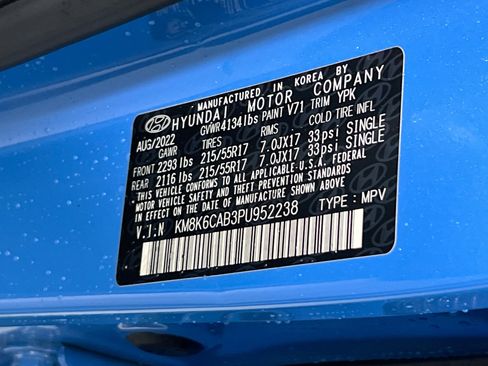 MANUFACTURED IN KOREA BY
HYUNDAI MOTOR COMPANY
AUG/2022 GVWR4134lbs PAINT V71 TRIM YPK
GAWR TIRES RIMS COLD TIRE INFL
FRONT 2293 lbs 215/55R17 7.0JX17 33psi SINGLE
REAR 2116 lbs 215/55R17 7.0JX17 33psi SINGLE
THIS VEHICLE CONFORMS TO ALL APPLICABLE U.S.A. FEDERAL
MOTOR VEHICLE SAFETY AND THEFT PREVENTION STANDARDS
IN EFFECT ON THE DATE OF MANUFACTURE SHOWN ABOVE.
V.I.N KM8K6CAB3PU952238 TYPE : MPV